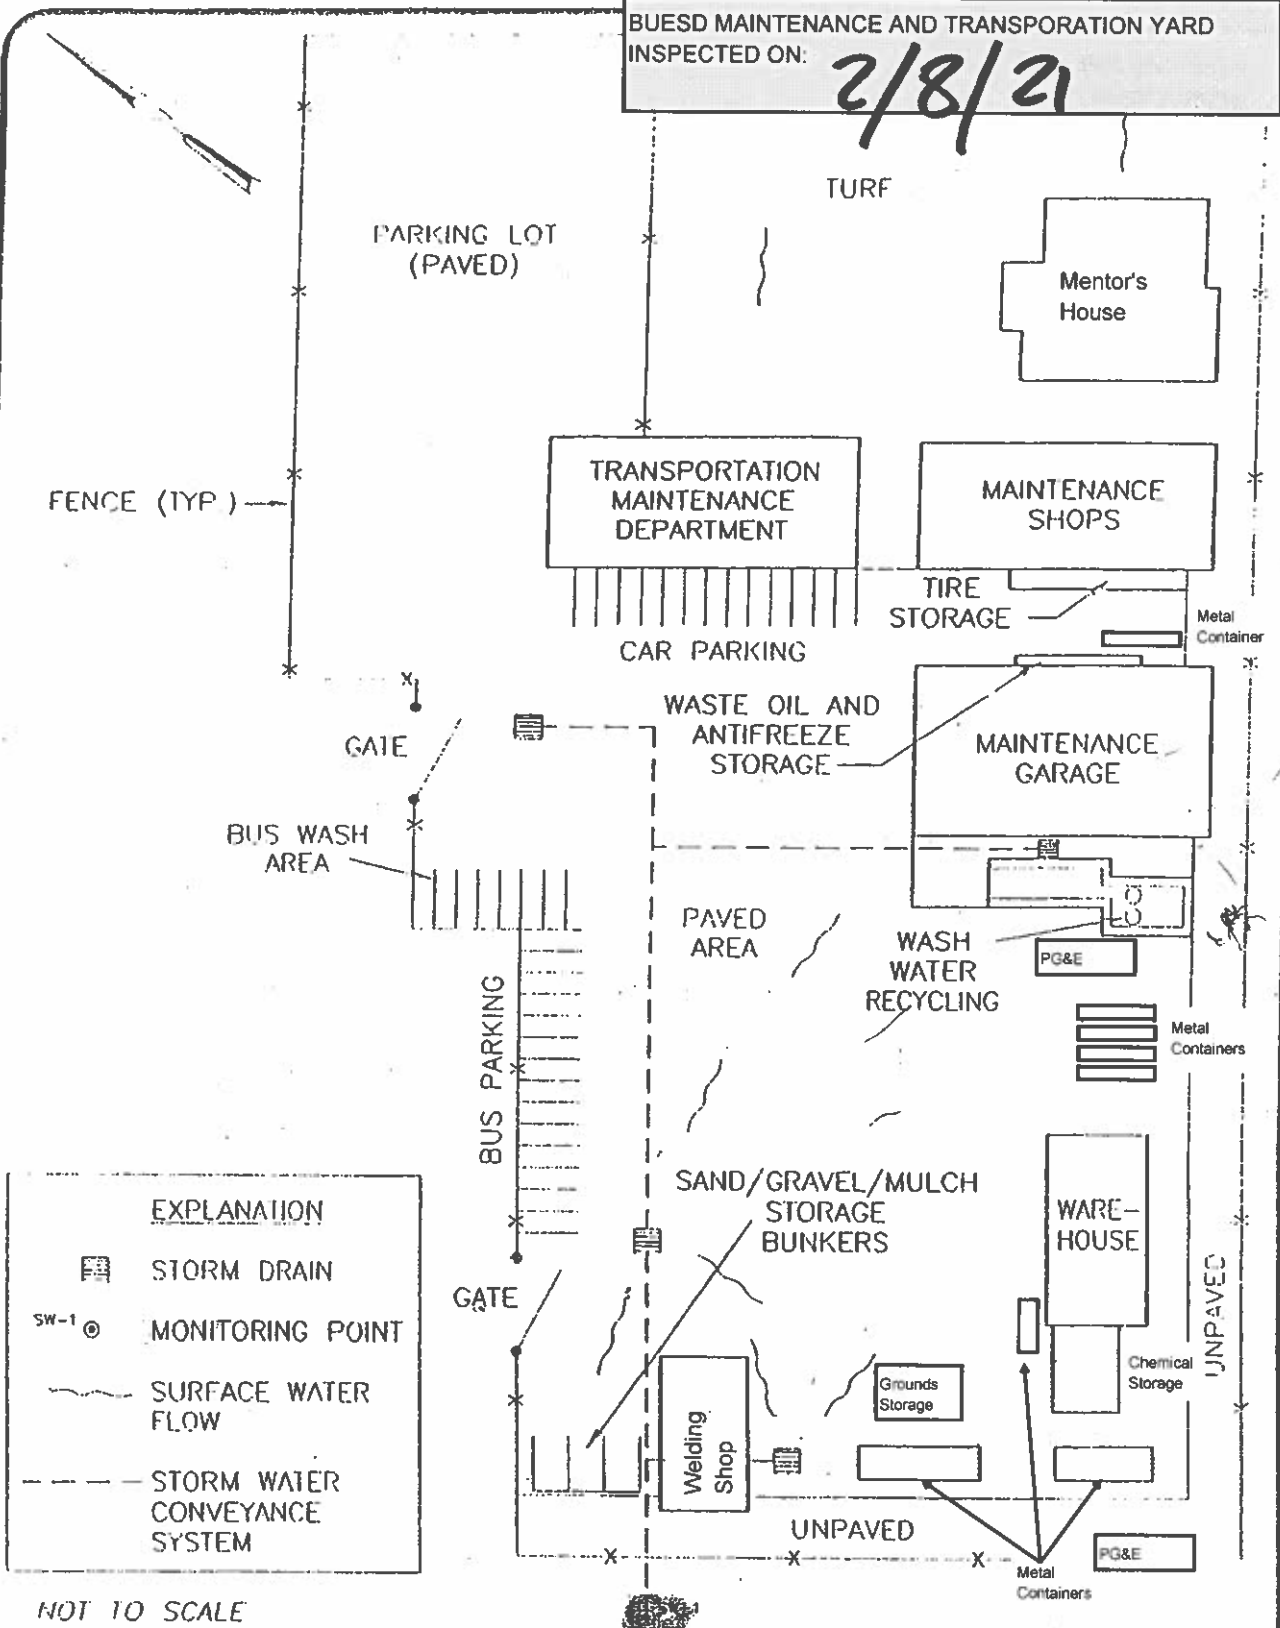 BUESD MAINTENANCE AND TRANSPORATION YARD
INSPECTED ON:
2/8/21
TURF
PARKING LOT
(PAVED)
Mentor's
House
FENCE (TYP.)
TRANSPORTATION
MAINTENANCE
DEPARTMENT
MAINTENANCE
SHOPS
TIRE
STORAGE
Metal
Container
CAR PARKING
WASTE OIL AND
ANTIFREEZE
STORAGE
MAINTENANCE
GARAGE
GATE
BUS WASH
AREA
PAVED
AREA
WASH
WATER
RECYCLING
PG&E
Metal
Containers
BUS PARKING
SAND/GRAVEL/MULCH
STORAGE
BUNKERS
WARE-
HOUSE
UNPAVED
GATE
Chemical
Storage
Grounds
Storage
Welding
Shop
UNPAVED
PG&E
Metal
Containers
EXPLANATION
STORM DRAIN
SW-1
MONITORING POINT
SURFACE WATER
FLOW
STORM WATER
CONVEYANCE
SYSTEM
NOT TO SCALE